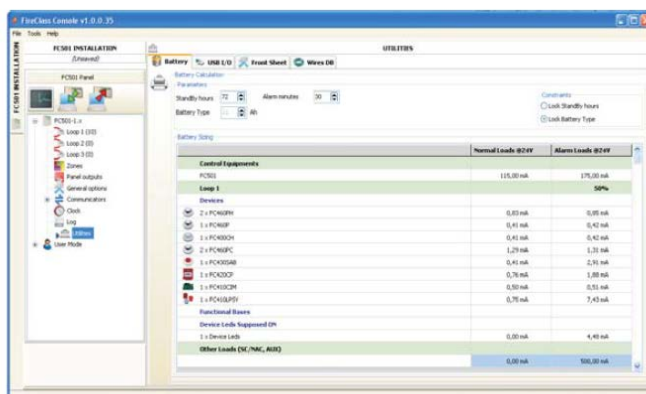 FireClass Console v1.0.0.35
File Tools Help
FC501 INSTALLATION
(Unsaved)
UTILITIES
FC501 INSTALLATION
Battery USB I/O Front Sheet Wires DB
FC501 Panel
Battery Calculation
Parameters
Standby hours 72 Alarm minutes 30
Battery Type Ah
Constraints
Lock Standby hours
Lock Battery Type
FC501-1.x
Loop 1 (10)
Loop 2 (0)
Loop 3 (0)
Zones
Panel outputs
General options
Communicators
Clock
Log
Utilities
User Mode
Battery Sizing
Normal Loads @24V Alarm Loads @24V
Control Equipments
FC501 115,00 mA 175,00 mA
Loop 1 50%
Devices
2 x FC460PH 0,83 mA 0,85 mA
1 x FC460P 0,41 mA 0,42 mA
1 x FC400CH 0,41 mA 0,42 mA
2 x FC460PC 1,29 mA 1,31 mA
1 x FC430SAB 0,41 mA 2,91 mA
1 x FC420CP 0,76 mA 1,88 mA
1 x FC410CIM 0,50 mA 0,51 mA
1 x FC410LPSY 0,75 mA 7,43 mA
Functional Bases
Device Leds Supposed ON
1 x Device Leds 0,00 mA 4,48 mA
Other Loads (SC/NAC, AUX)
0,00 mA 500,00 mA